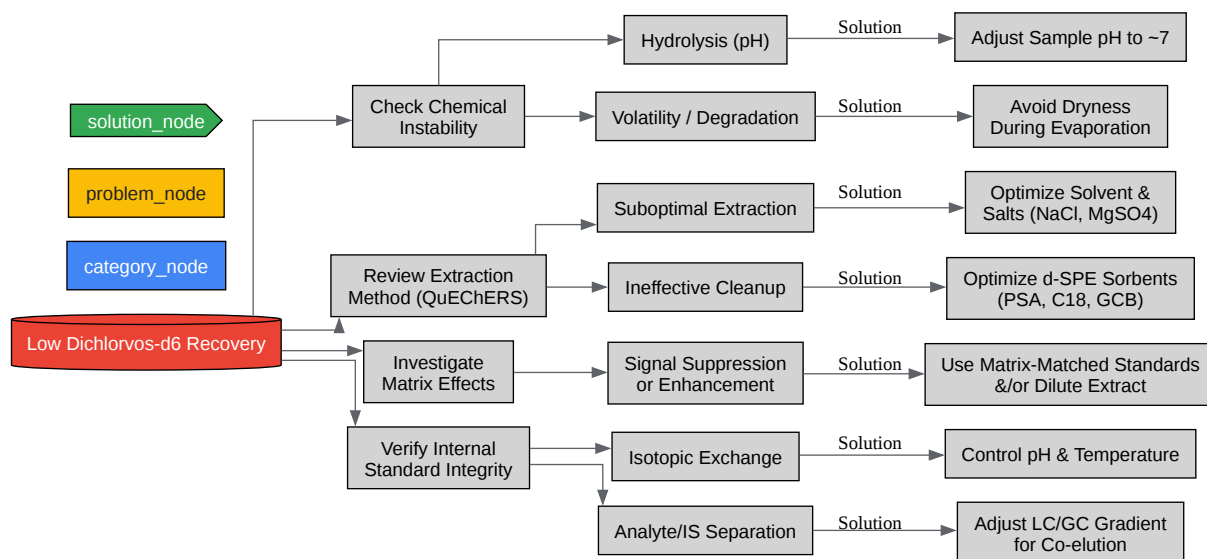 Hydrolysis (pH)
Solution
Adjust Sample pH to ~7
solution_node
Check Chemical
Instability
Volatility / Degradation
Solution
Avoid Dryness
During Evaporation
problem_node
Suboptimal Extraction
Solution
Optimize Solvent &
Salts (NaCl, MgSO4)
category_node
Review Extraction
Method (QuEChERS)
Ineffective Cleanup
Solution
Optimize d-SPE Sorbents
(PSA, C18, GCB)
Low Dichlorvos-d6 Recovery
Investigate
Matrix Effects
Signal Suppression
or Enhancement
Solution
Use Matrix-Matched Standards
&/or Dilute Extract
Verify Internal
Standard Integrity
Isotopic Exchange
Solution
Control pH & Temperature
Analyte/IS Separation
Solution
Adjust LC/GC Gradient
for Co-elution